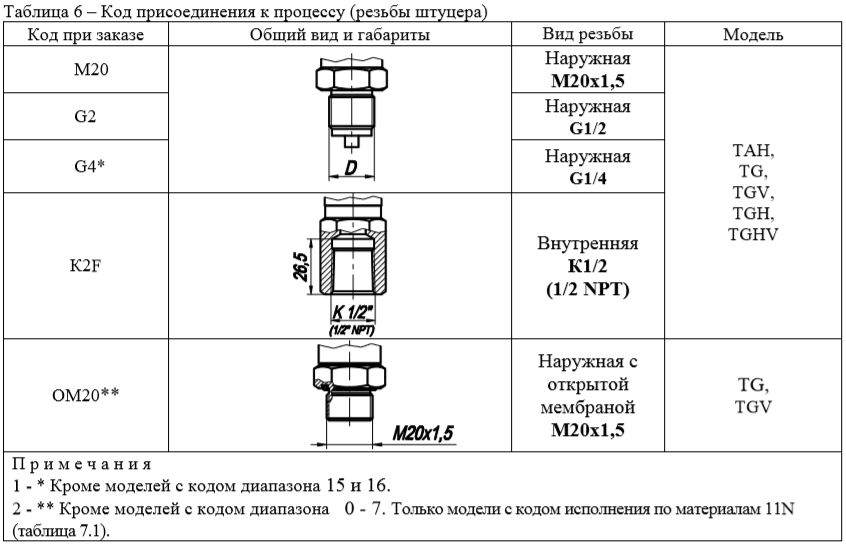 Таблица 6 – Код присоединения к процессу (резьбы штуцера)
Код при заказе
Общий вид и габариты
Вид резьбы
Модель
M20
Наружная
M20x1,5
G2
Наружная
G1/2
G4*
Наружная
G1/4
D
TAH,
TG,
TGV,
TGH,
TGHV
K2F
26,5
K 1/2"
(1/2" NPT)
Внутренняя
K1/2
(1/2 NPT)
OM20**
M20x1,5
Наружная с
открытой
мембраной
M20x1,5
TG,
TGV
П р и м е ч а н и я
1 - * Кроме моделей с кодом диапазона 15 и 16.
2 - ** Кроме моделей с кодом диапазона 0 - 7. Только модели с кодом исполнения по материалам 11N
(таблица 7.1).